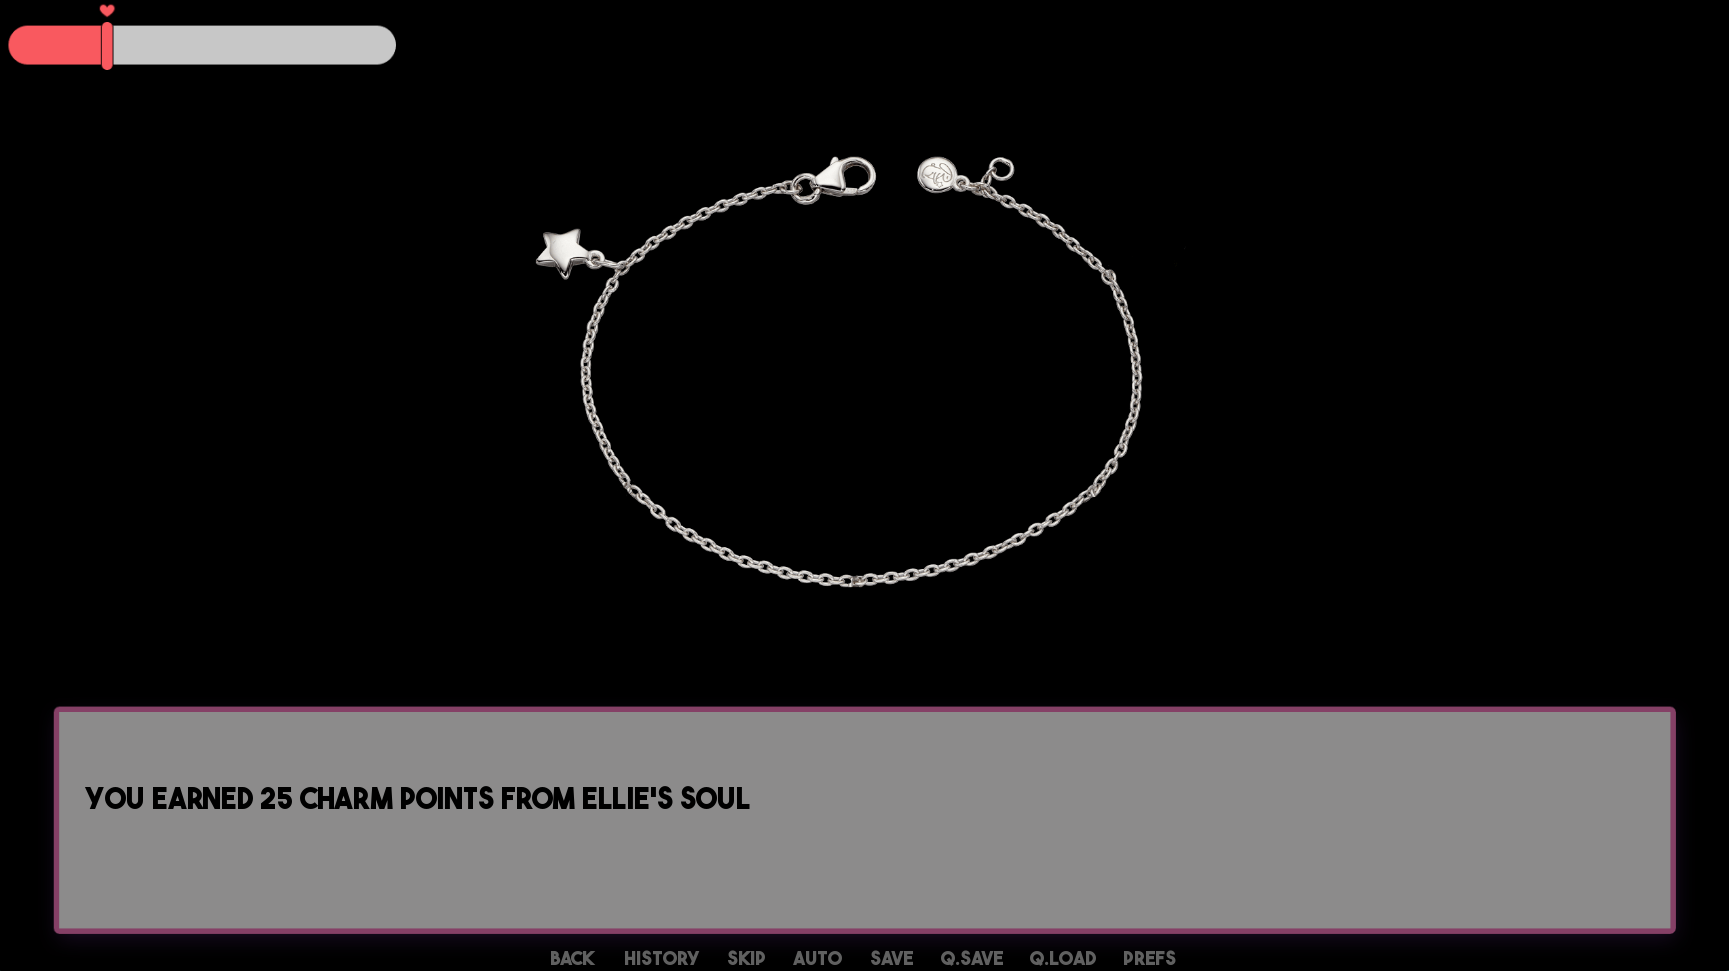 YOU EARNED 25 CHARM POINTS FROM ELLIE'S SOUL
BACK HISTORY SKIP AUTO SAVE Q.SAVE Q.LOAD PREFS